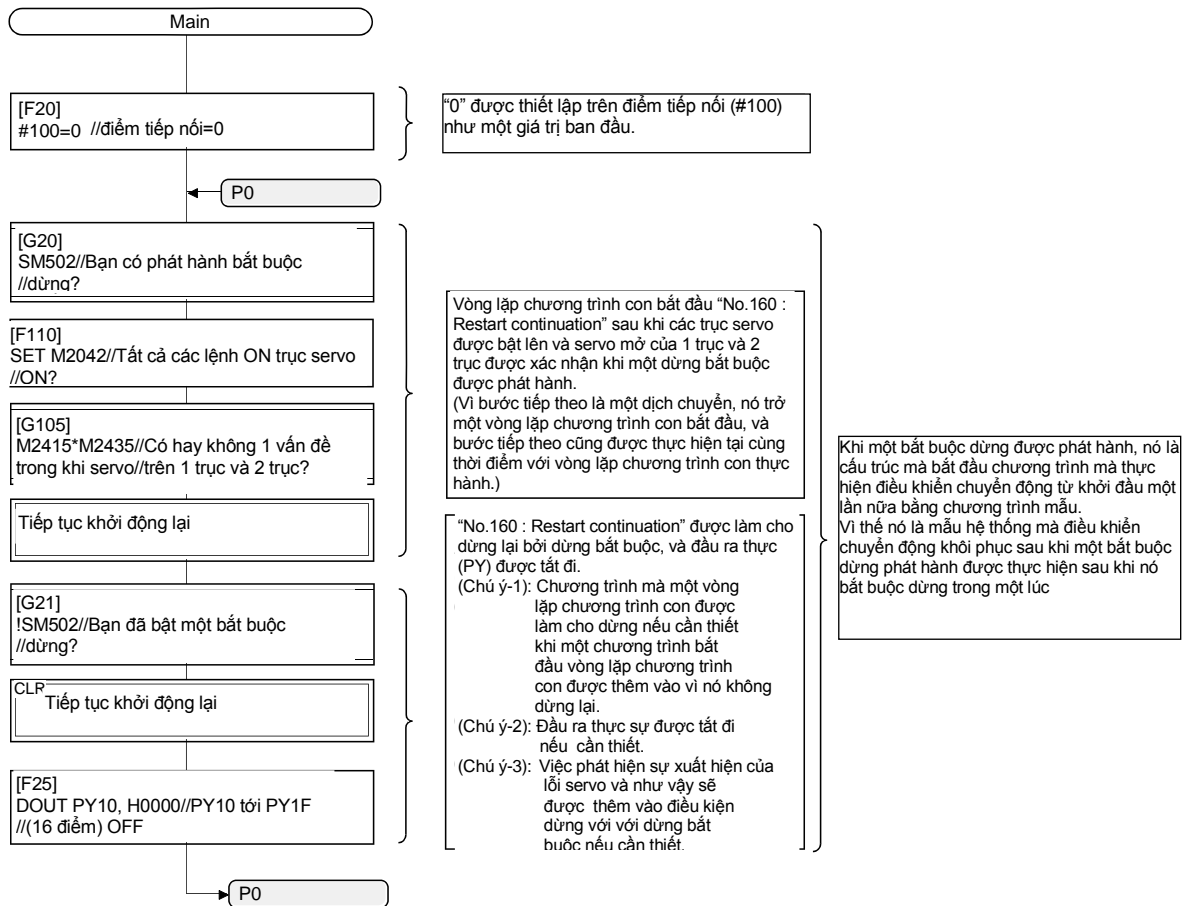 Main
[F20]
#100=0 //điểm tiếp nối=0
“0” được thiết lập trên điểm tiếp nối (#100)
như một giá trị ban đầu.
P0
[G20]
SM502//Bạn có phát hành bắt buộc
//dừng?
[F110]
SET M2042//Tất cả các lệnh ON trục servo
//ON?
[G105]
M2415*M2435//Có hay không 1 vấn đề
trong khi servo//trên 1 trục và 2 trục?
Tiếp tục khởi động lại
Vòng lặp chương trình con bắt đầu “No.160 :
Restart continuation” sau khi các trục servo
được bật lên và servo mở của 1 trục và 2
trục được xác nhận khi một dừng bắt buộc
được phát hành.
(Vì bước tiếp theo là một dịch chuyển, nó trở
một vòng lặp chương trình con bắt đầu, và
bước tiếp theo cũng được thực hiện tại cùng
thời điểm với vòng lặp chương trình con thực
hành.)
[G21]
!SM502//Bạn đã bật một bắt buộc
//dừng?
CLR
Tiếp tục khởi động lại
[F25]
DOUT PY10, H0000//PY10 tới PY1F
//(16 điểm) OFF
“No.160 : Restart continuation” được làm cho
dừng lại bởi dừng bắt buộc, và đầu ra thực
(PY) được tắt đi.
(Chú ý-1): Chương trình mà một vòng
lặp chương trình con được
làm cho dừng nếu cần thiết
khi một chương trình bắt
đầu vòng lặp chương trình
con được thêm vào vì nó không
dừng lại.
(Chú ý-2): Đầu ra thực sự được tắt đi
nếu cần thiết.
(Chú ý-3): Việc phát hiện sự xuất hiện của
lỗi servo và như vậy sẽ
được thêm vào điều kiện
dừng với với dừng bắt
buộc nếu cần thiết.
Khi một bắt buộc dừng được phát hành, nó là
cấu trúc mà bắt đầu chương trình mà thực
hiện điều khiển chuyển động từ khởi đầu một
lần nữa bằng chương trình mẫu.
Vì thế nó là mẫu hệ thống mà điều khiển
chuyển động khôi phục sau khi một bắt buộc
dừng phát hành được thực hiện sau khi nó
bắt buộc dừng trong một lúc
P0